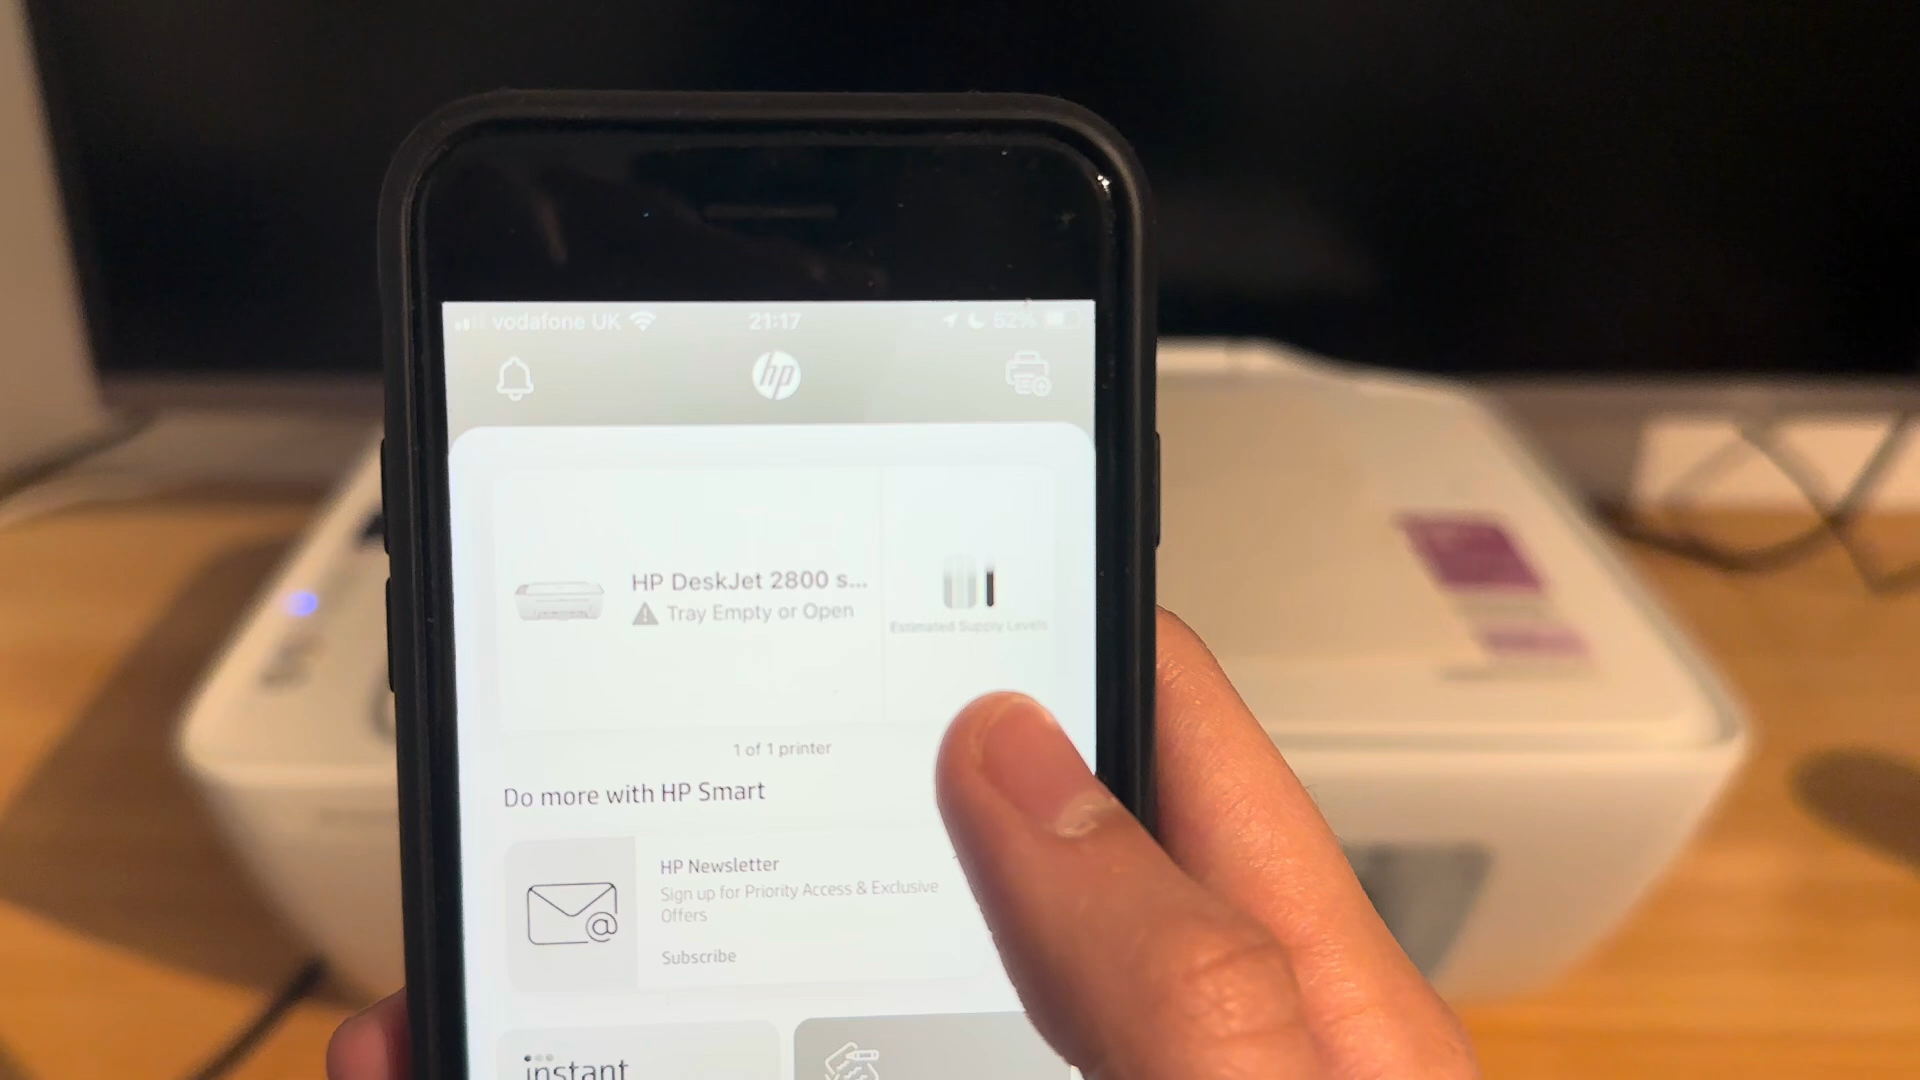 vodafone UK 21:17 52%
hp
HP DeskJet 2800 s...
Tray Empty or Open
Estimated Supply Levels
1 of 1 printer
Do more with HP Smart
HP Newsletter
Sign up for Priority Access & Exclusive
Offers
Subscribe
instant